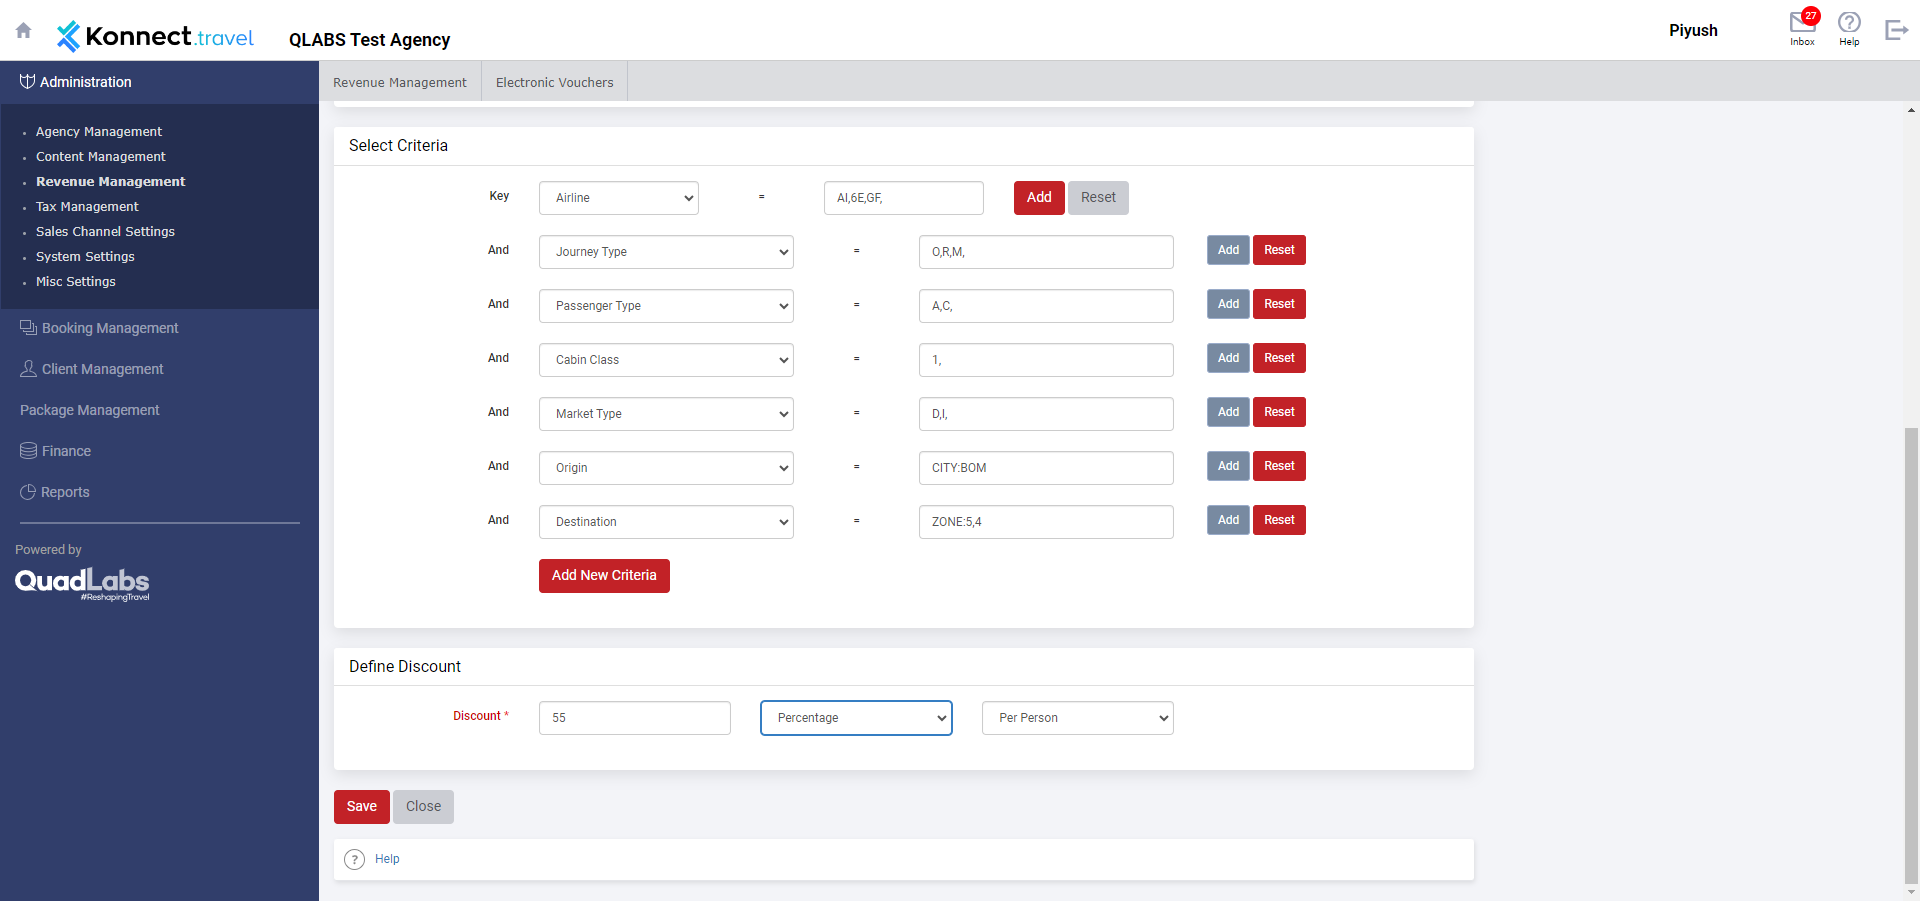 Konnect.travel
QLABS Test Agency
Piyush
27
Inbox
Help
Administration
Revenue Management
Electronic Vouchers
Agency Management
Content Management
Revenue Management
Tax Management
Sales Channel Settings
System Settings
Misc Settings
Booking Management
Client Management
Package Management
Finance
Reports
Powered by
QuadLabs
#ReshapingTravel
Select Criteria
Key Airline = AI,6E,GF, Add Reset
And Journey Type = O,R,M, Add Reset
And Passenger Type = A,C, Add Reset
And Cabin Class = 1, Add Reset
And Market Type = D,I, Add Reset
And Origin = CITY:BOM Add Reset
And Destination = ZONE:5,4 Add Reset
Add New Criteria
Define Discount
Discount * 55 Percentage Per Person
Save Close
? Help